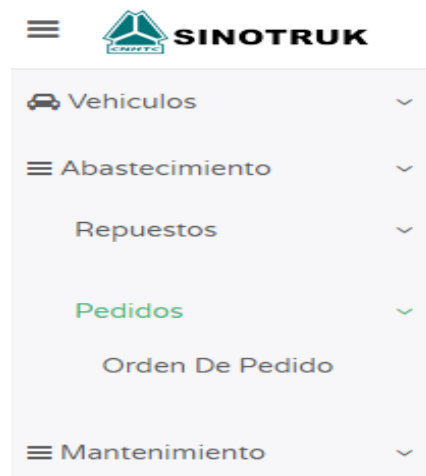 SINOTRUK
CNHTC
Vehiculos
Abastecimiento
Repuestos
Pedidos
Orden De Pedido
Mantenimiento